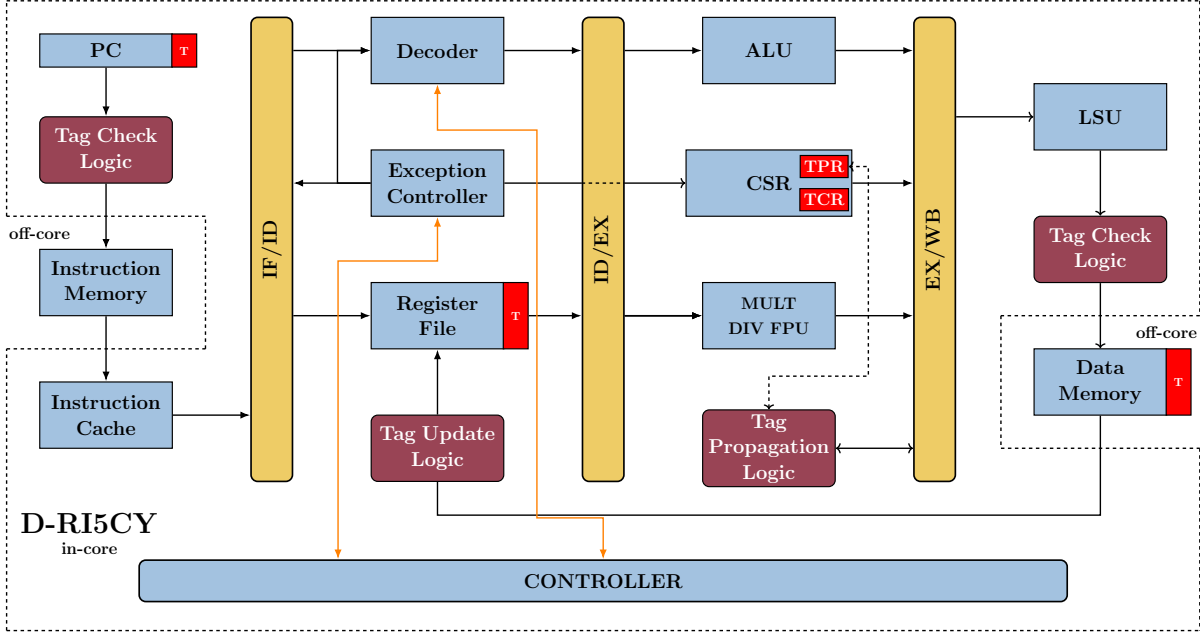 PC
T
Tag Check
Logic
off-core
Instruction
Memory
Instruction
Cache
IF/ID
Decoder
Exception
Controller
Register
File
T
Tag Update
Logic
ID/EX
ALU
CSR
TPR
TCR
MULT
DIV FPU
Tag
Propagation
Logic
EX/WB
LSU
Tag Check
Logic
off-core
Data
Memory
T
D-RI5CY
in-core
CONTROLLER